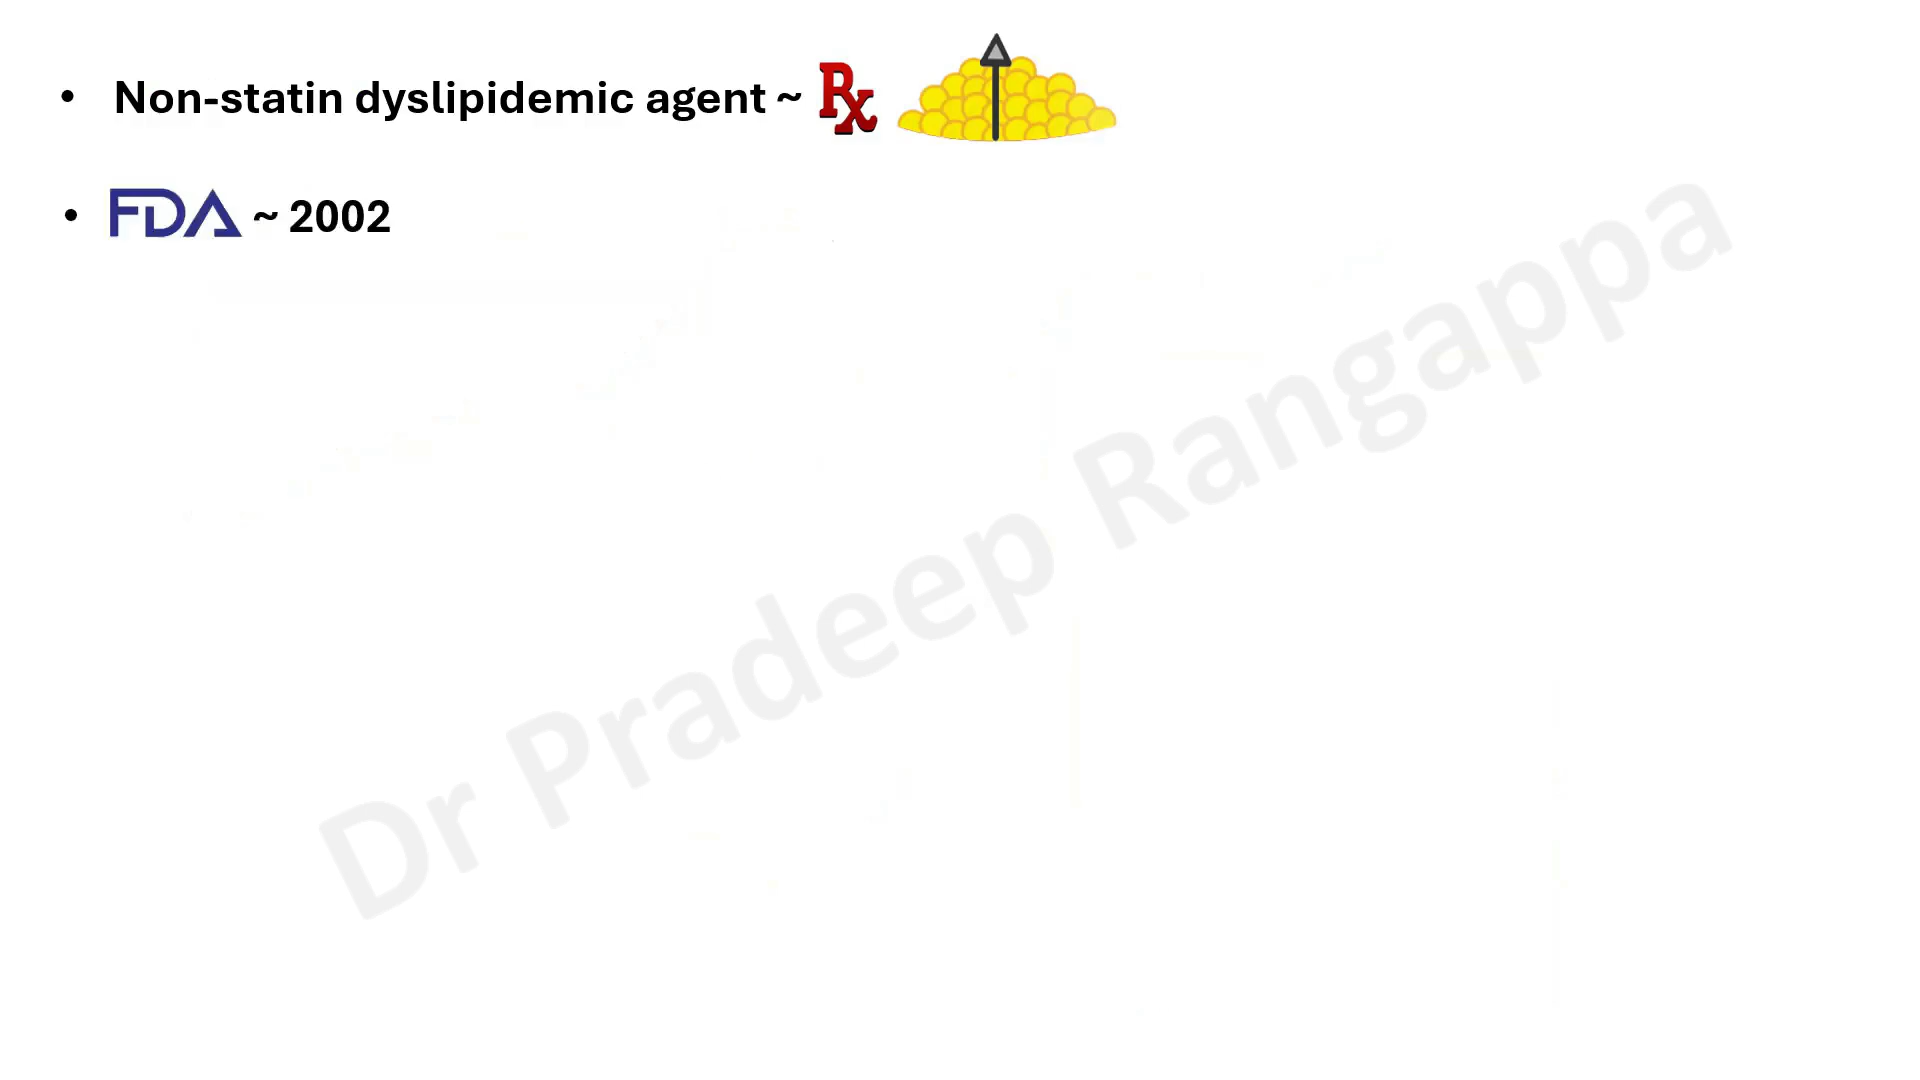 • Non-statin dyslipidemic agent ~ Rx
• FDA ~ 2002
Dr Pradeep Rangappa